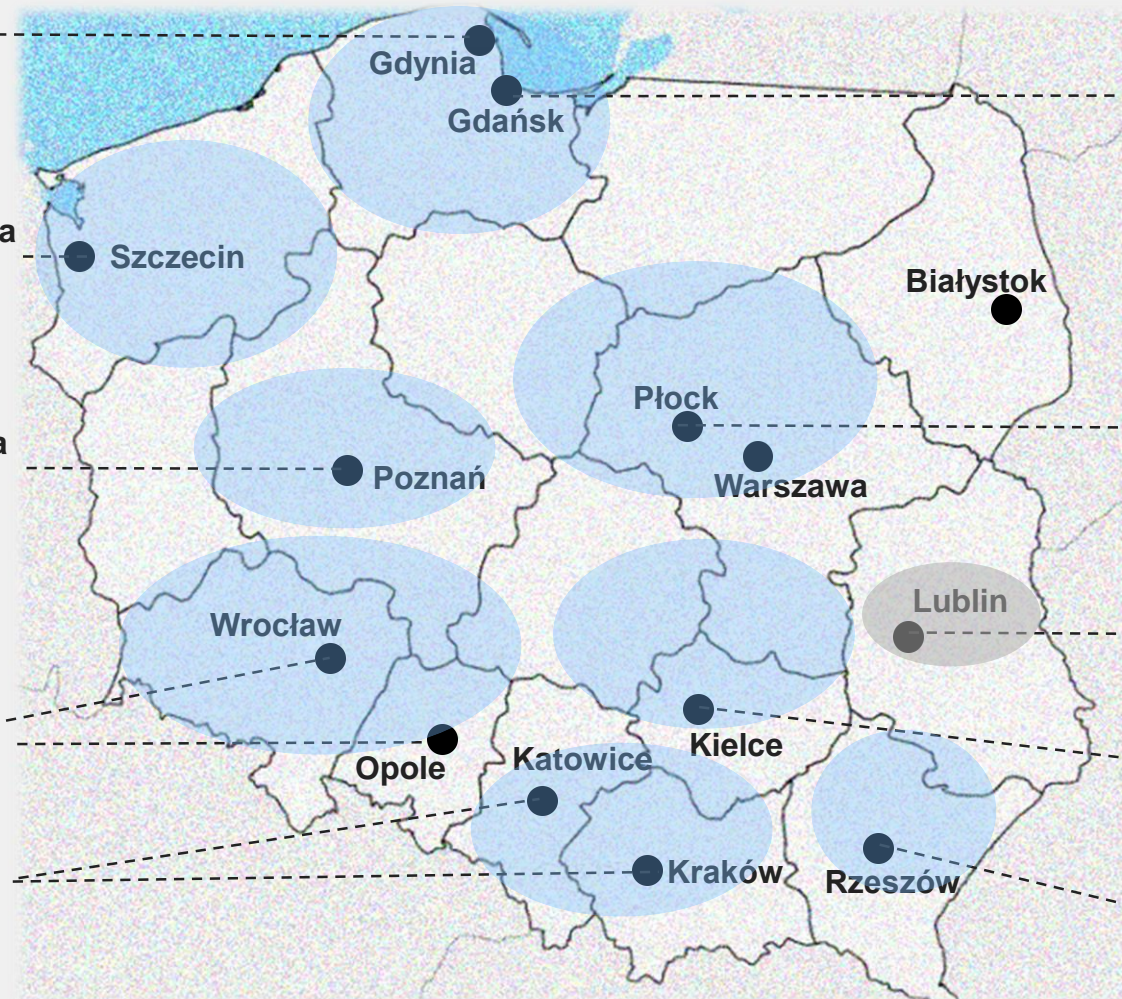 Gdynia
Gdańsk
a
Szczecin
Białystok
Płock
a
Poznań
Warszawa
Lublin
Wrocław
Kielce
Katowice
Opole
Kraków
Rzeszów